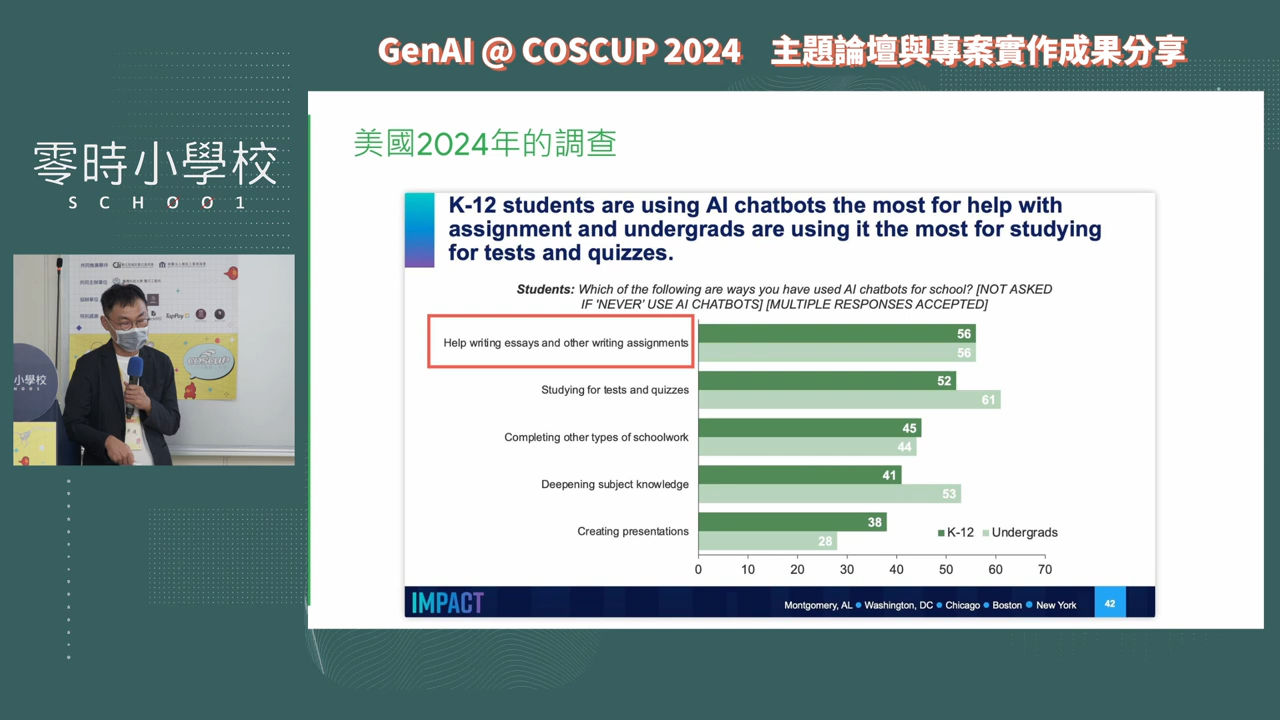 GenAI @ COSCUP 2024 主題論壇與專案實作成果分享
零時小學校
SCHOO1
美國2024年的調查
K-12 students are using AI chatbots the most for help with
assignment and undergrads are using it the most for studying
for tests and quizzes.
Students: Which of the following are ways you have used AI chatbots for school? [NOT ASKED
IF 'NEVER' USE AI CHATBOTS] [MULTIPLE RESPONSES ACCEPTED]
Help writing essays and other writing assignments
56
56
Studying for tests and quizzes
52
61
Completing other types of schoolwork
45
44
Deepening subject knowledge
41
53
Creating presentations
38
28
K-12 Undergrads
0 10 20 30 40 50 60 70
IMPACT
Montgomery, AL • Washington, DC • Chicago • Boston • New York
42
TapPay
COSCUP
小學校